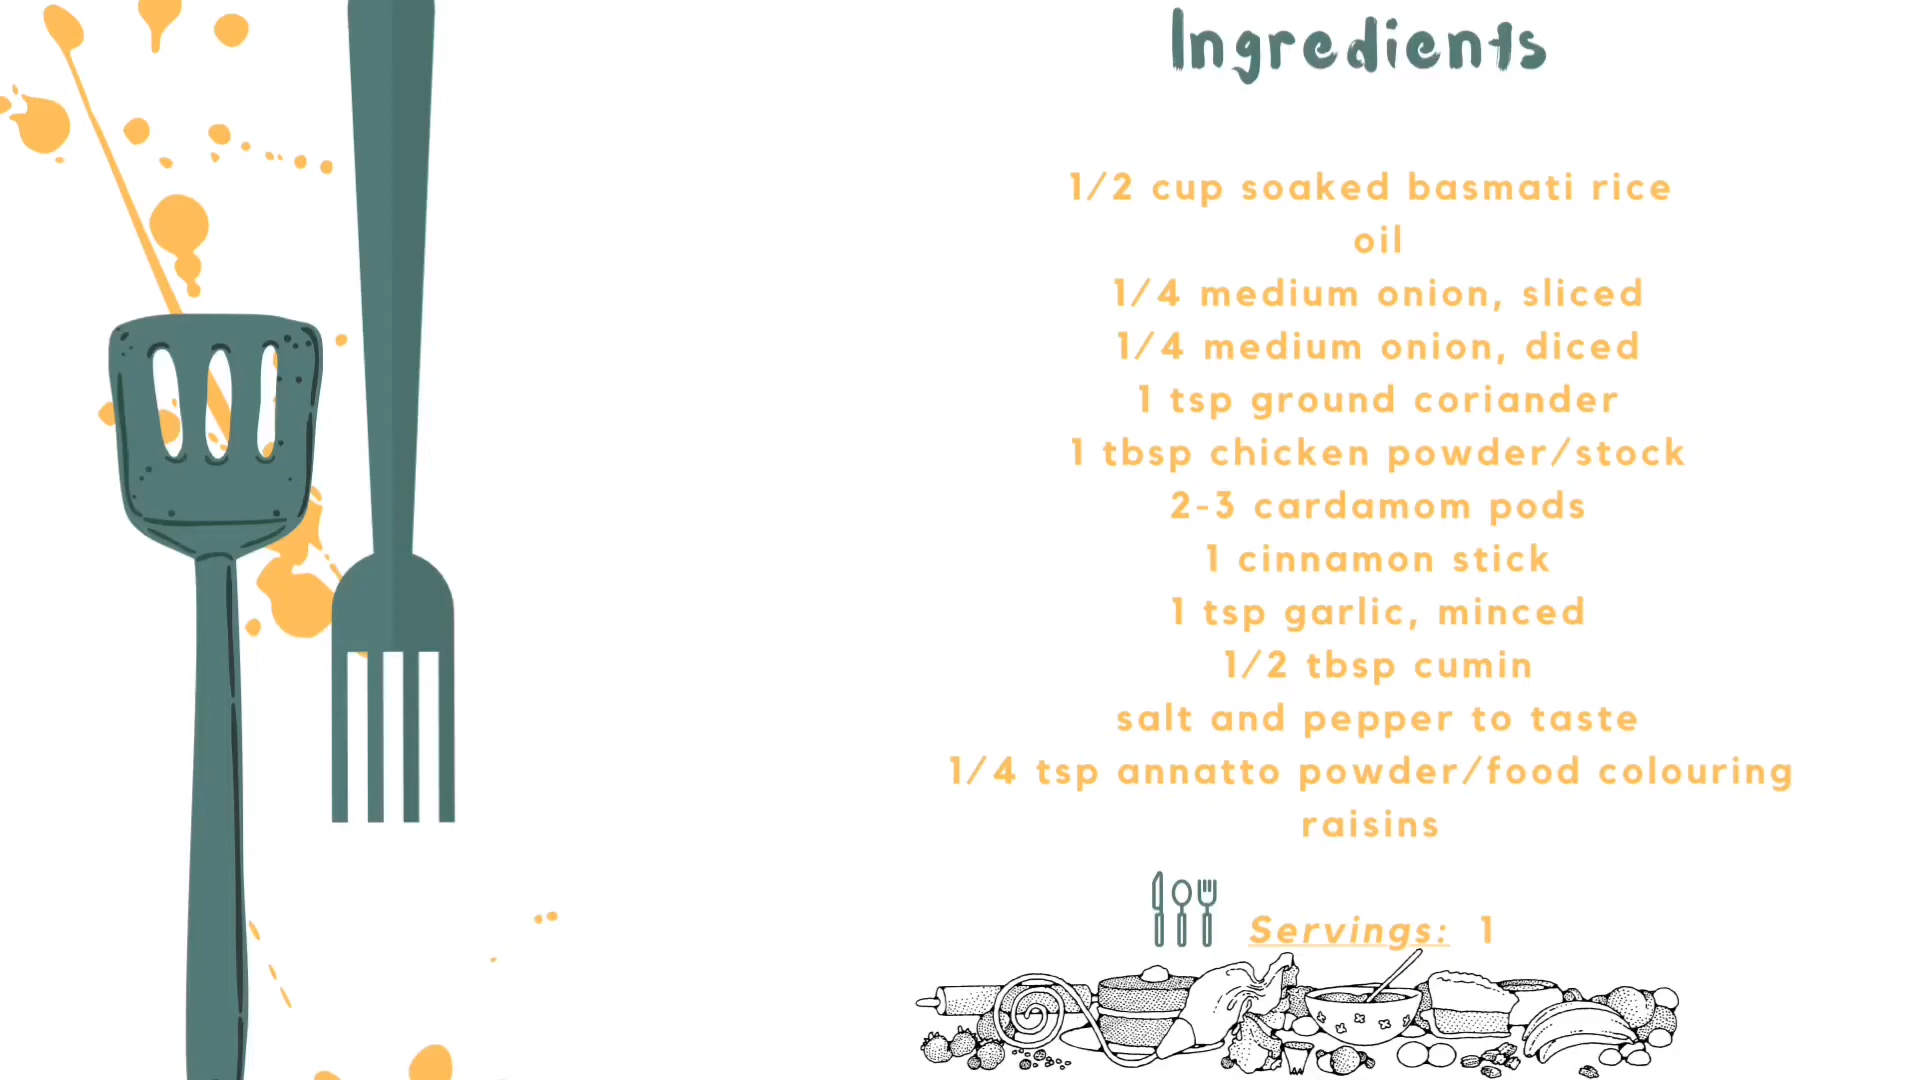 Ingredients
1/2 cup soaked basmati rice
oil
1/4 medium onion, sliced
1/4 medium onion, diced
1 tsp ground coriander
1 tbsp chicken powder/stock
2-3 cardamom pods
1 cinnamon stick
1 tsp garlic, minced
1/2 tbsp cumin
salt and pepper to taste
1/4 tsp annatto powder/food colouring
raisins
Servings: 1